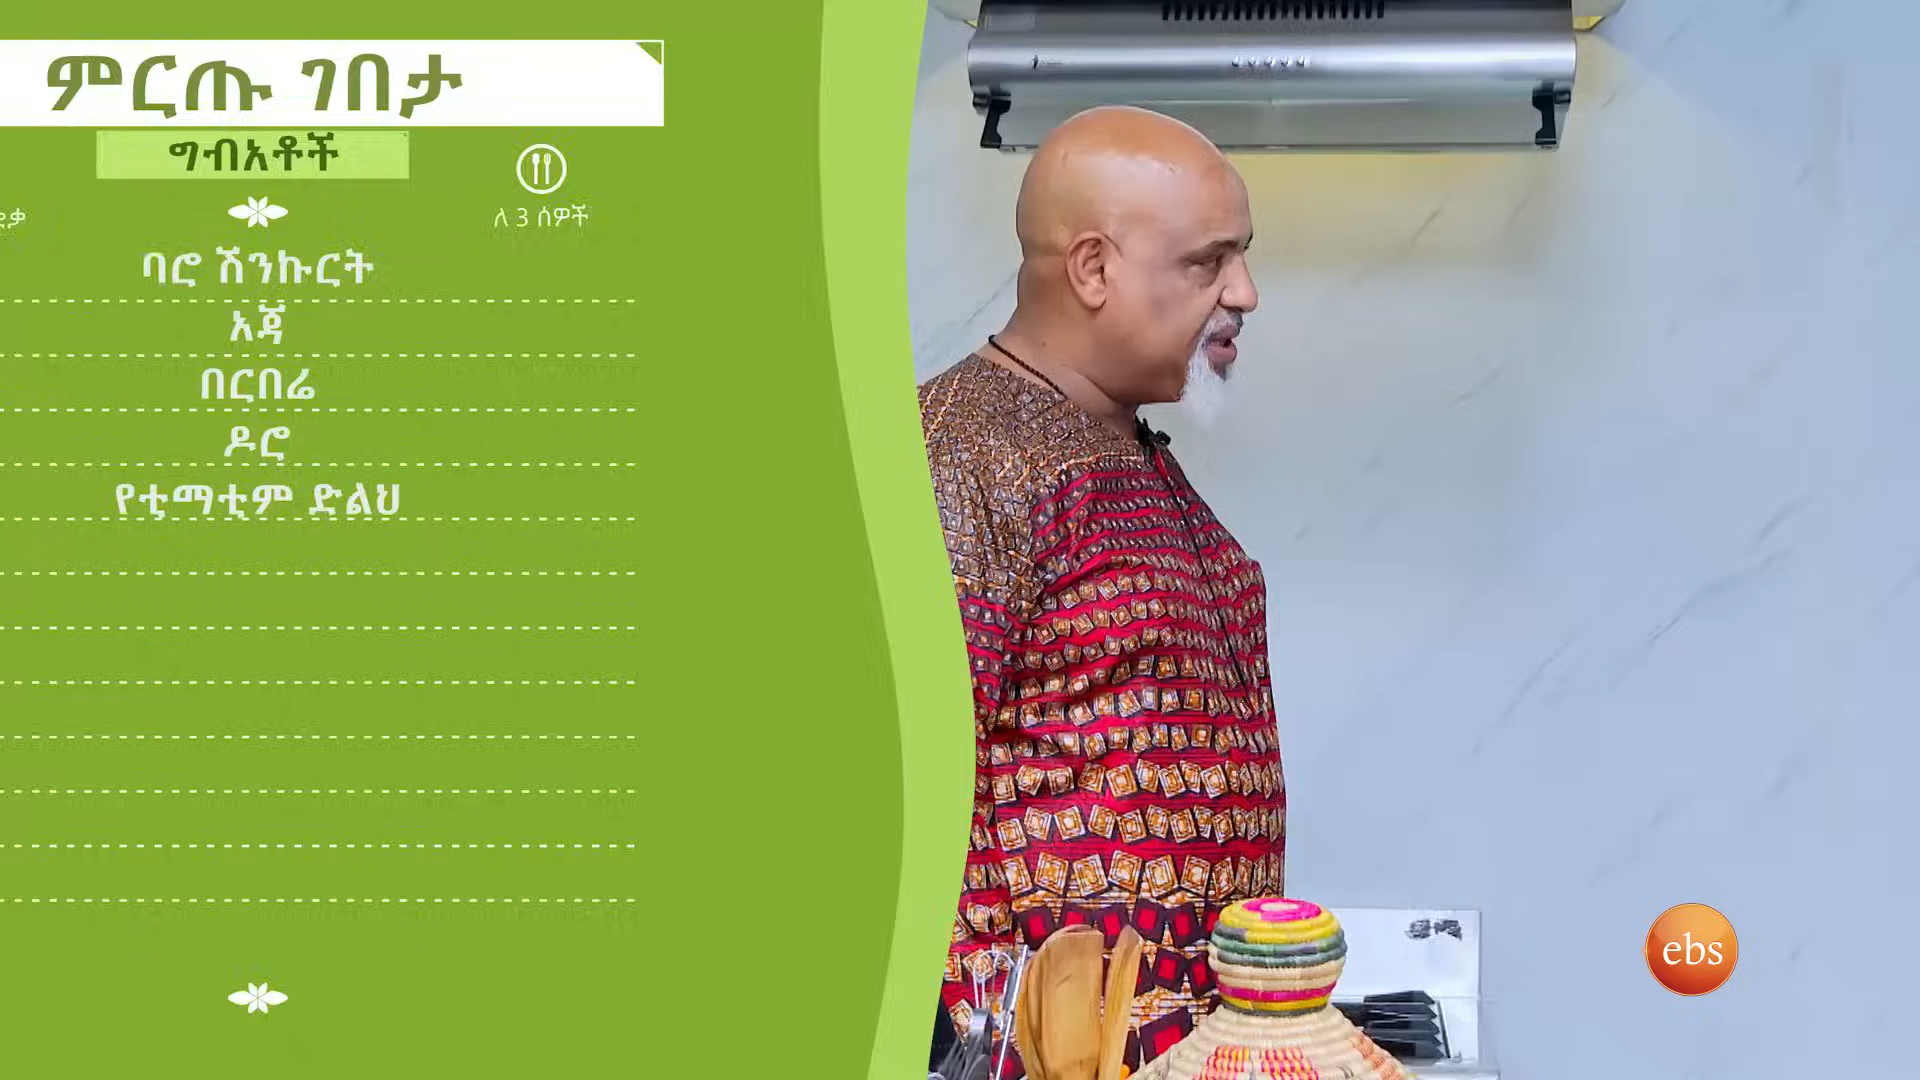 ምርጡ ገበታ
ግብአቶች
ለ 3 ሰዎች
ባሮ ሽንኩርት
አጃ
በርበሬ
ዶሮ
የቲማቲም ድልህ
ebs